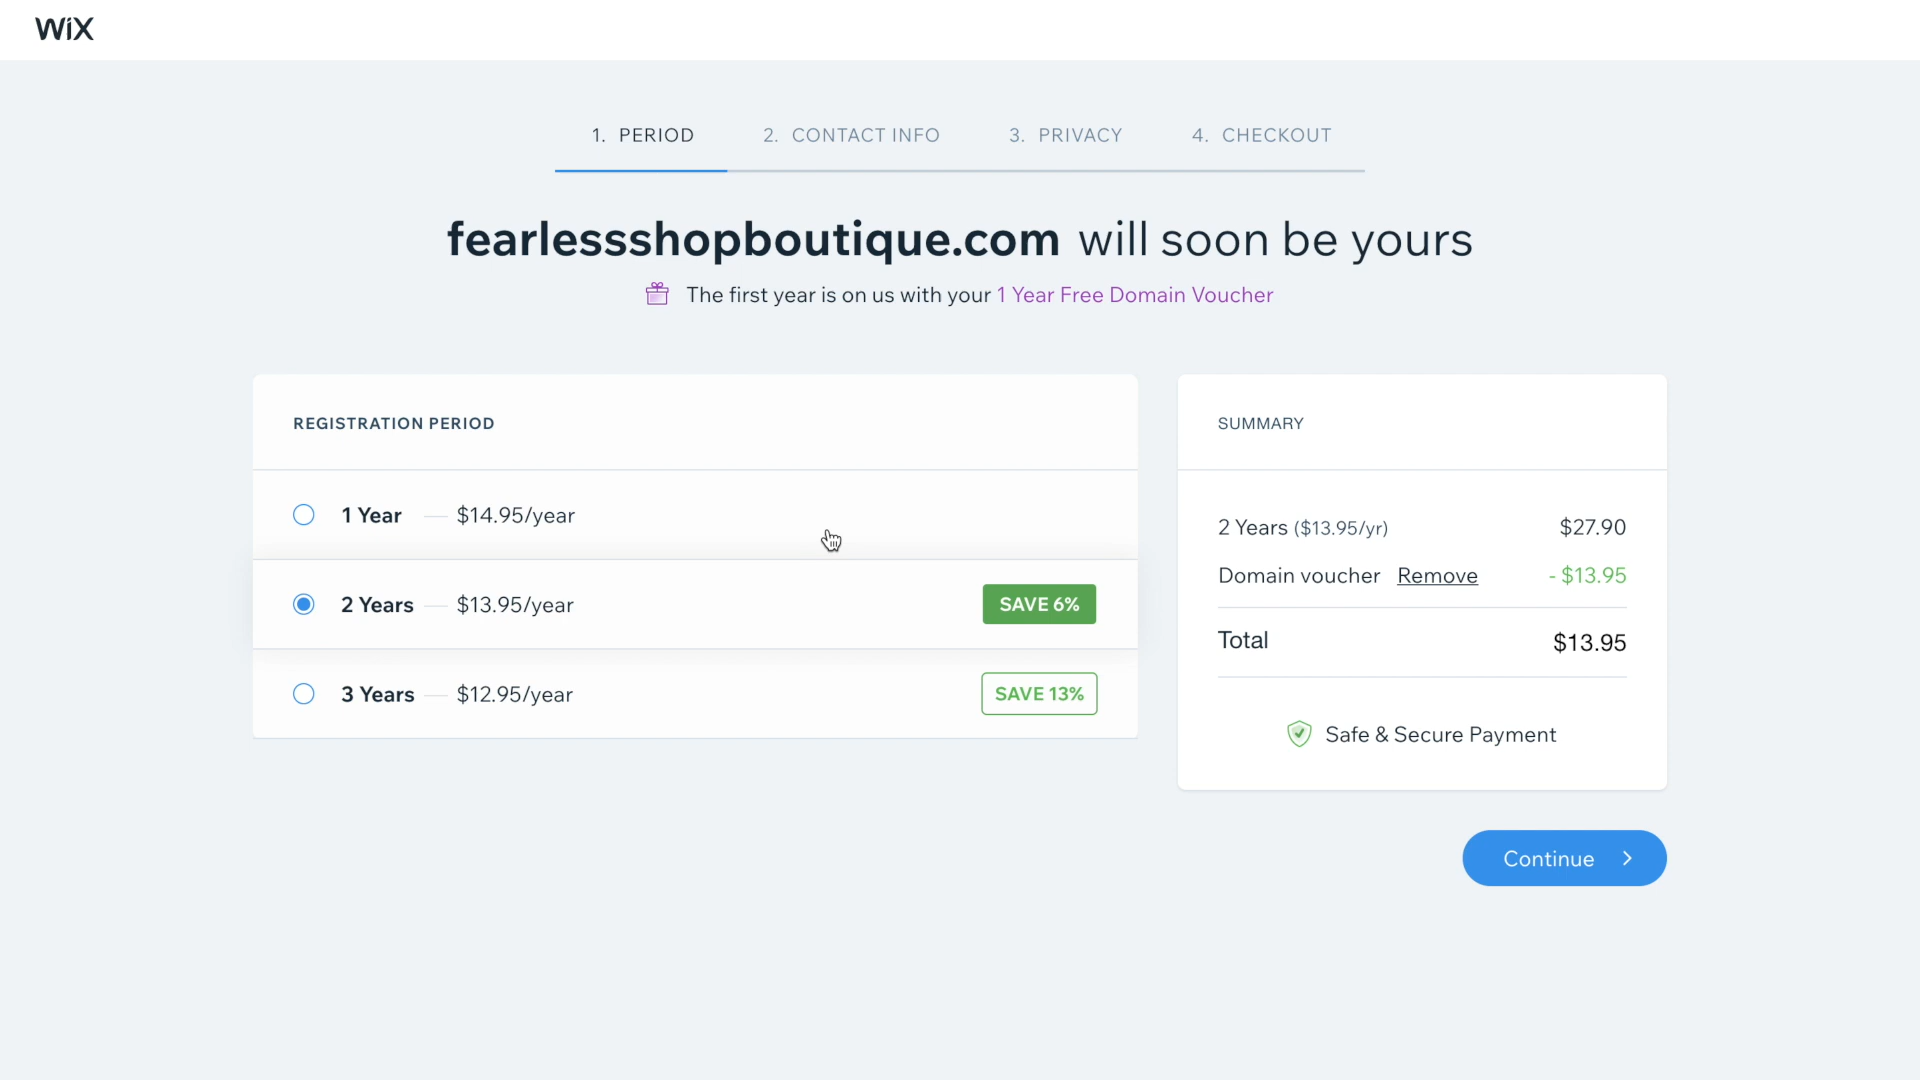 WiX
1. PERIOD
2. CONTACT INFO
3. PRIVACY
4. CHECKOUT
fearlessshopboutique.com will soon be yours
The first year is on us with your 1 Year Free Domain Voucher
REGISTRATION PERIOD
1 Year — $14.95/year
2 Years — $13.95/year SAVE 6%
3 Years — $12.95/year SAVE 13%
SUMMARY
2 Years ($13.95/yr) $27.90
Domain voucher Remove - $13.95
Total $13.95
Safe & Secure Payment
Continue